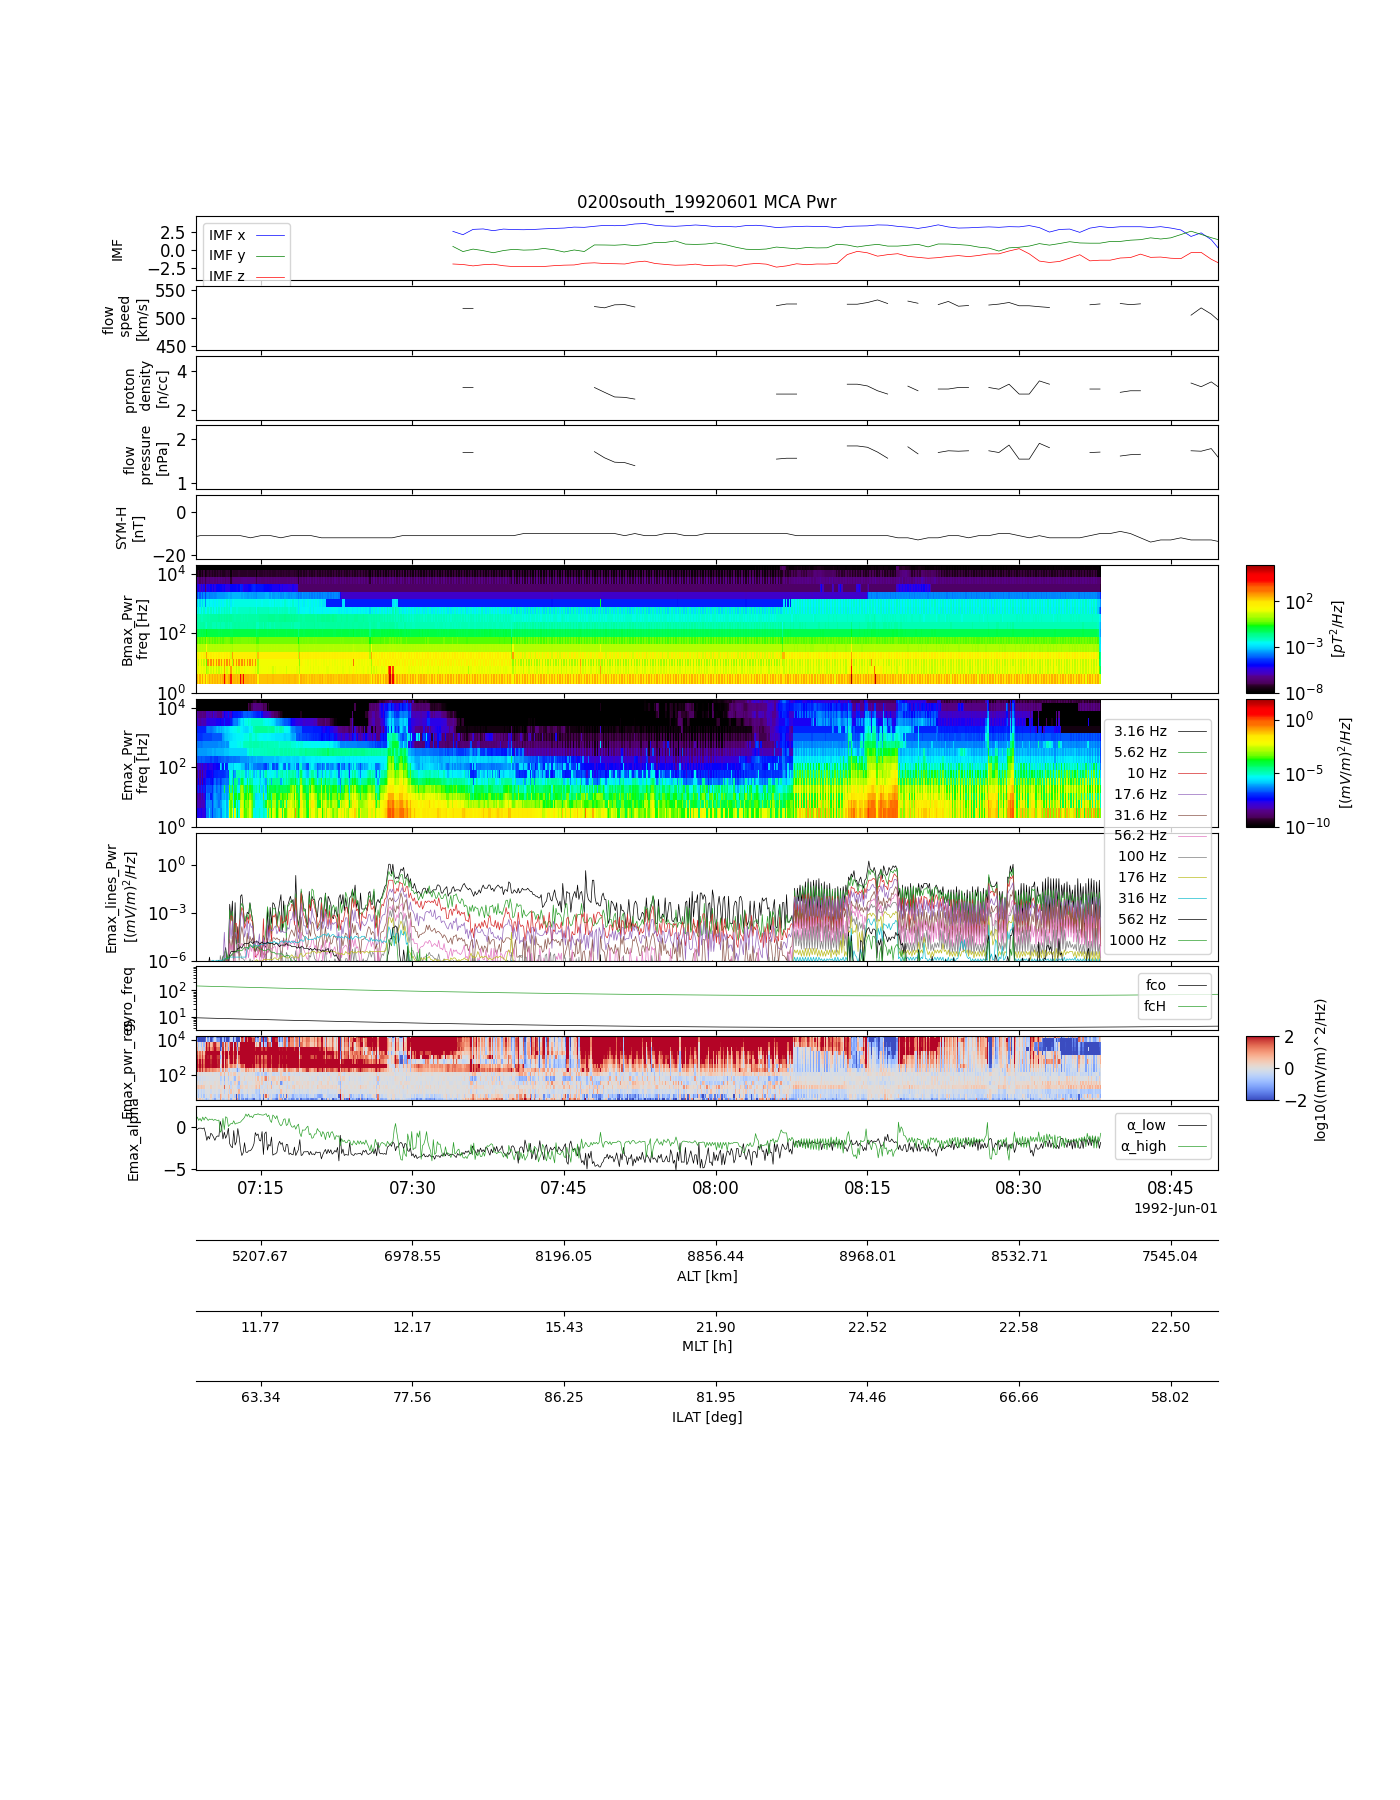 0200south_19920601 MCA Pwr
IMF
2.5
0.0
−2.5
IMF x
IMF y
IMF z
flow
speed
[km/s]
550
500
450
proton
density
[n/cc]
4
2
flow
pressure
[nPa]
2
1
SYM-H
[nT]
0
−20
Bmax_Pwr
freq [Hz]
10^4
10^2
10^0
10^2
10^−3
10^−8
[pT^2/Hz]
Emax_Pwr
freq [Hz]
10^4
10^2
10^0
10^0
10^−5
10^−10
[(mV/m)^2/Hz]
3.16 Hz
5.62 Hz
10 Hz
17.6 Hz
31.6 Hz
56.2 Hz
100 Hz
176 Hz
316 Hz
562 Hz
1000 Hz
Emax_lines_Pwr
[(mV/m)^2/Hz]
10^0
10^−3
10^−6
gyro_freq
10^2
10^1
fco
fcH
Emax_pwr_reg
10^4
10^2
2
0
−2
log10((mV/m)^2/Hz)
Emax_alpha
0
−5
α_low
α_high
07:15 07:30 07:45 08:00 08:15 08:30 08:45
1992-Jun-01
5207.67 6978.55 8196.05 8856.44 8968.01 8532.71 7545.04
ALT [km]
11.77 12.17 15.43 21.90 22.52 22.58 22.50
MLT [h]
63.34 77.56 86.25 81.95 74.46 66.66 58.02
ILAT [deg]